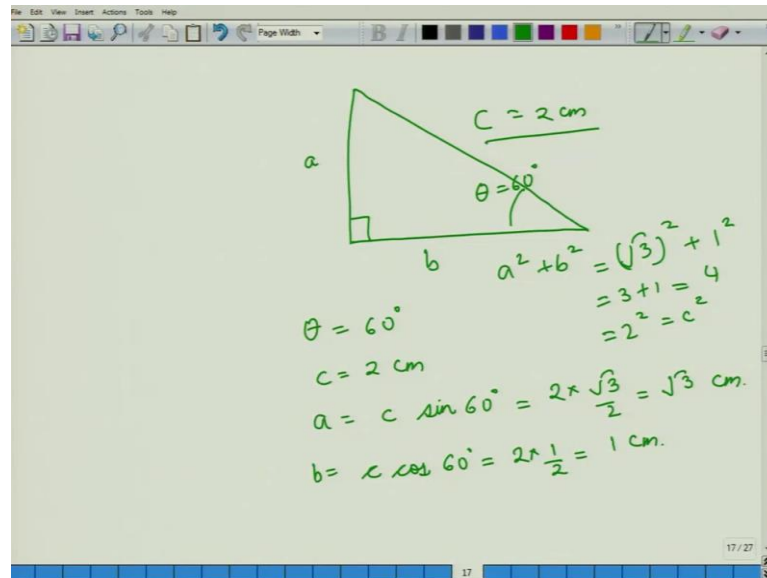 File Edit View Insert Actions Tools Help
Page Width
B I
C = 2 cm
a
θ = 60°
b
a² + b² = (√3)² + 1²
= 3 + 1 = 4
= 2² = c²
θ = 60°
c = 2 cm
a = c sin 60° = 2 × √3/2 = √3 cm.
b = c cos 60° = 2 × 1/2 = 1 cm.
17 / 27
17